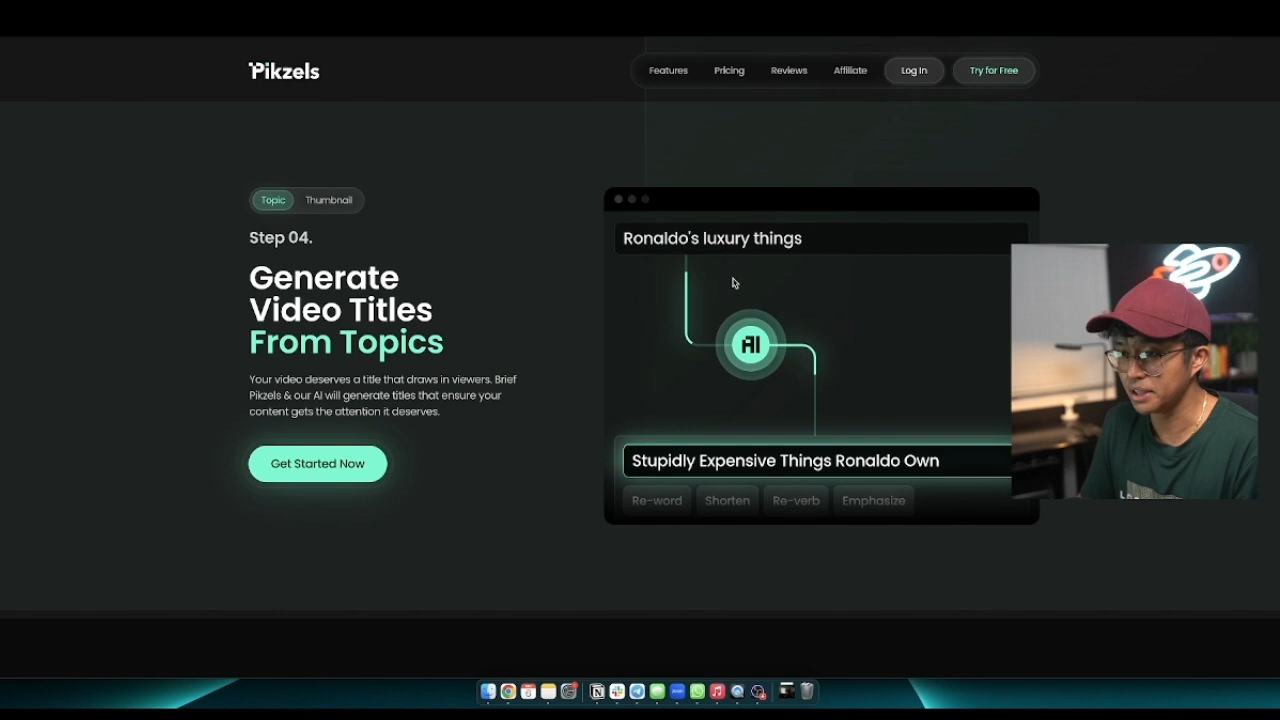 Pikzels
Features Pricing Reviews Affiliate Log In Try for Free
Topic Thumbnail
Step 04.
Generate
Video Titles
From Topics
Your video deserves a title that draws in viewers. Brief
Pikzels & our AI will generate titles that ensure your
content gets the attention it deserves.
Get Started Now
Ronaldo's luxury things
AI
Stupidly Expensive Things Ronaldo Own
Re-word Shorten Re-verb Emphasize